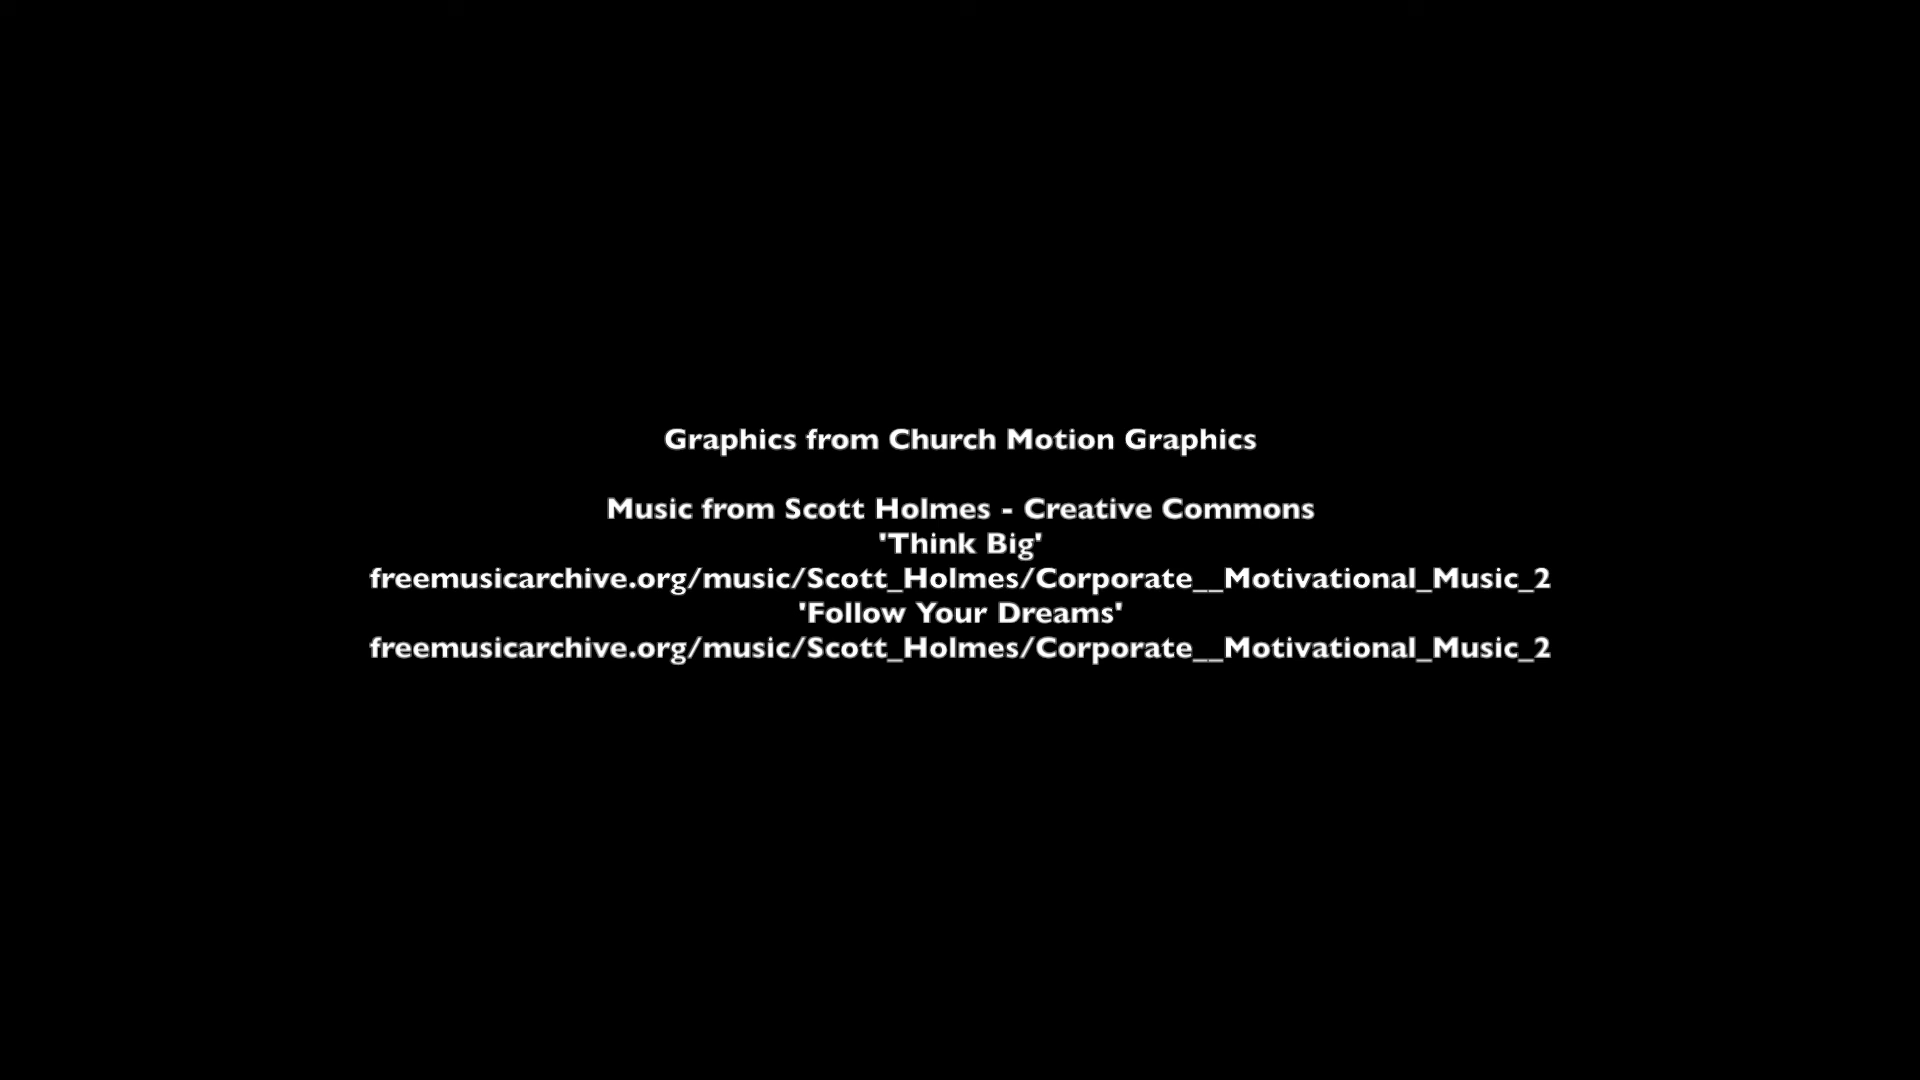 Graphics from Church Motion Graphics
Music from Scott Holmes - Creative Commons
'Think Big'
freemusicarchive.org/music/Scott_Holmes/Corporate__Motivational_Music_2
'Follow Your Dreams'
freemusicarchive.org/music/Scott_Holmes/Corporate__Motivational_Music_2